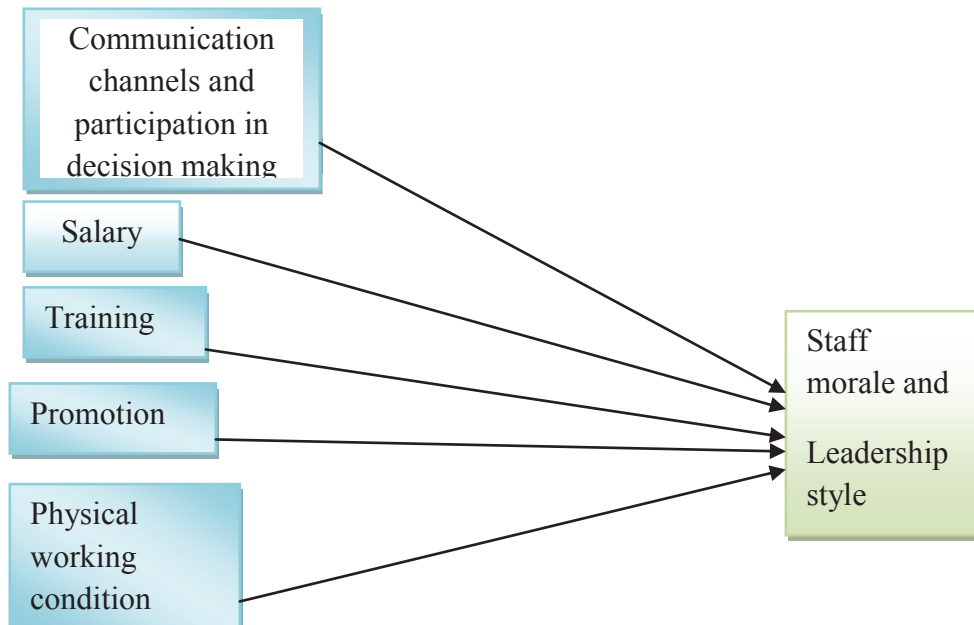 Communication
channels and
participation in
decision making
Salary
Training
Promotion
Physical
working
condition
Staff
morale and
Leadership
style